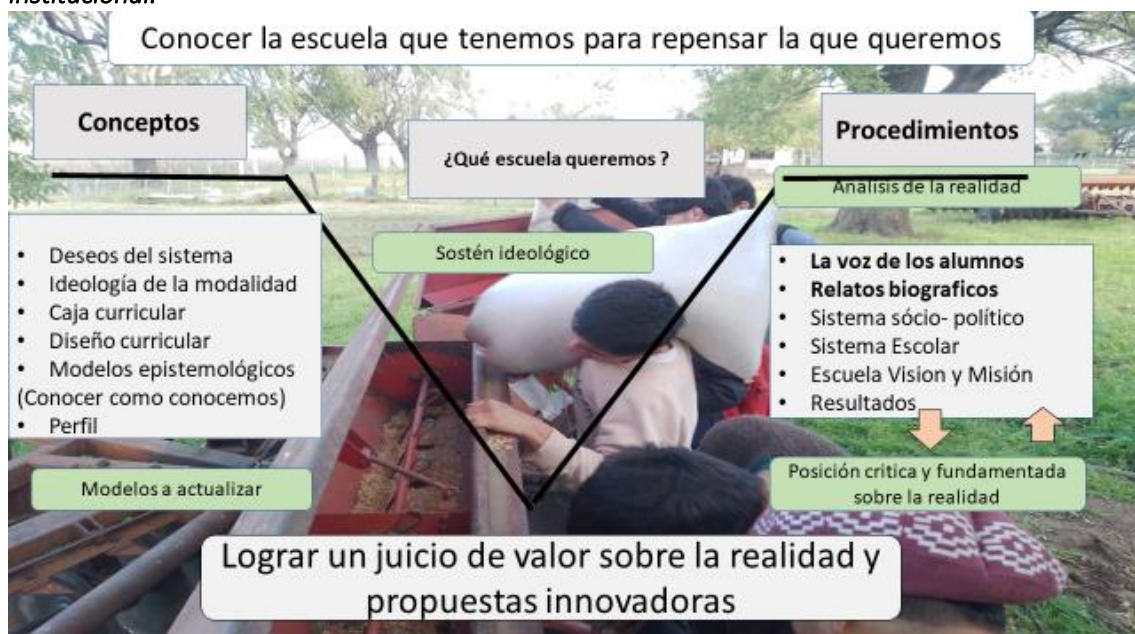 institucional.
Conocer la escuela que tenemos para repensar la que queremos
Conceptos
¿Qué escuela queremos ?
Procedimientos
Análisis de la realidad
Sostén ideológico
• Deseos del sistema
• Ideología de la modalidad
• Caja curricular
• Diseño curricular
• Modelos epistemológicos
(Conocer como conocemos)
• Perfil
• La voz de los alumnos
• Relatos biograficos
• Sistema sócio- político
• Sistema Escolar
• Escuela Vision y Misión
• Resultados
Modelos a actualizar
Posición critica y fundamentada
sobre la realidad
Lograr un juicio de valor sobre la realidad y
propuestas innovadoras